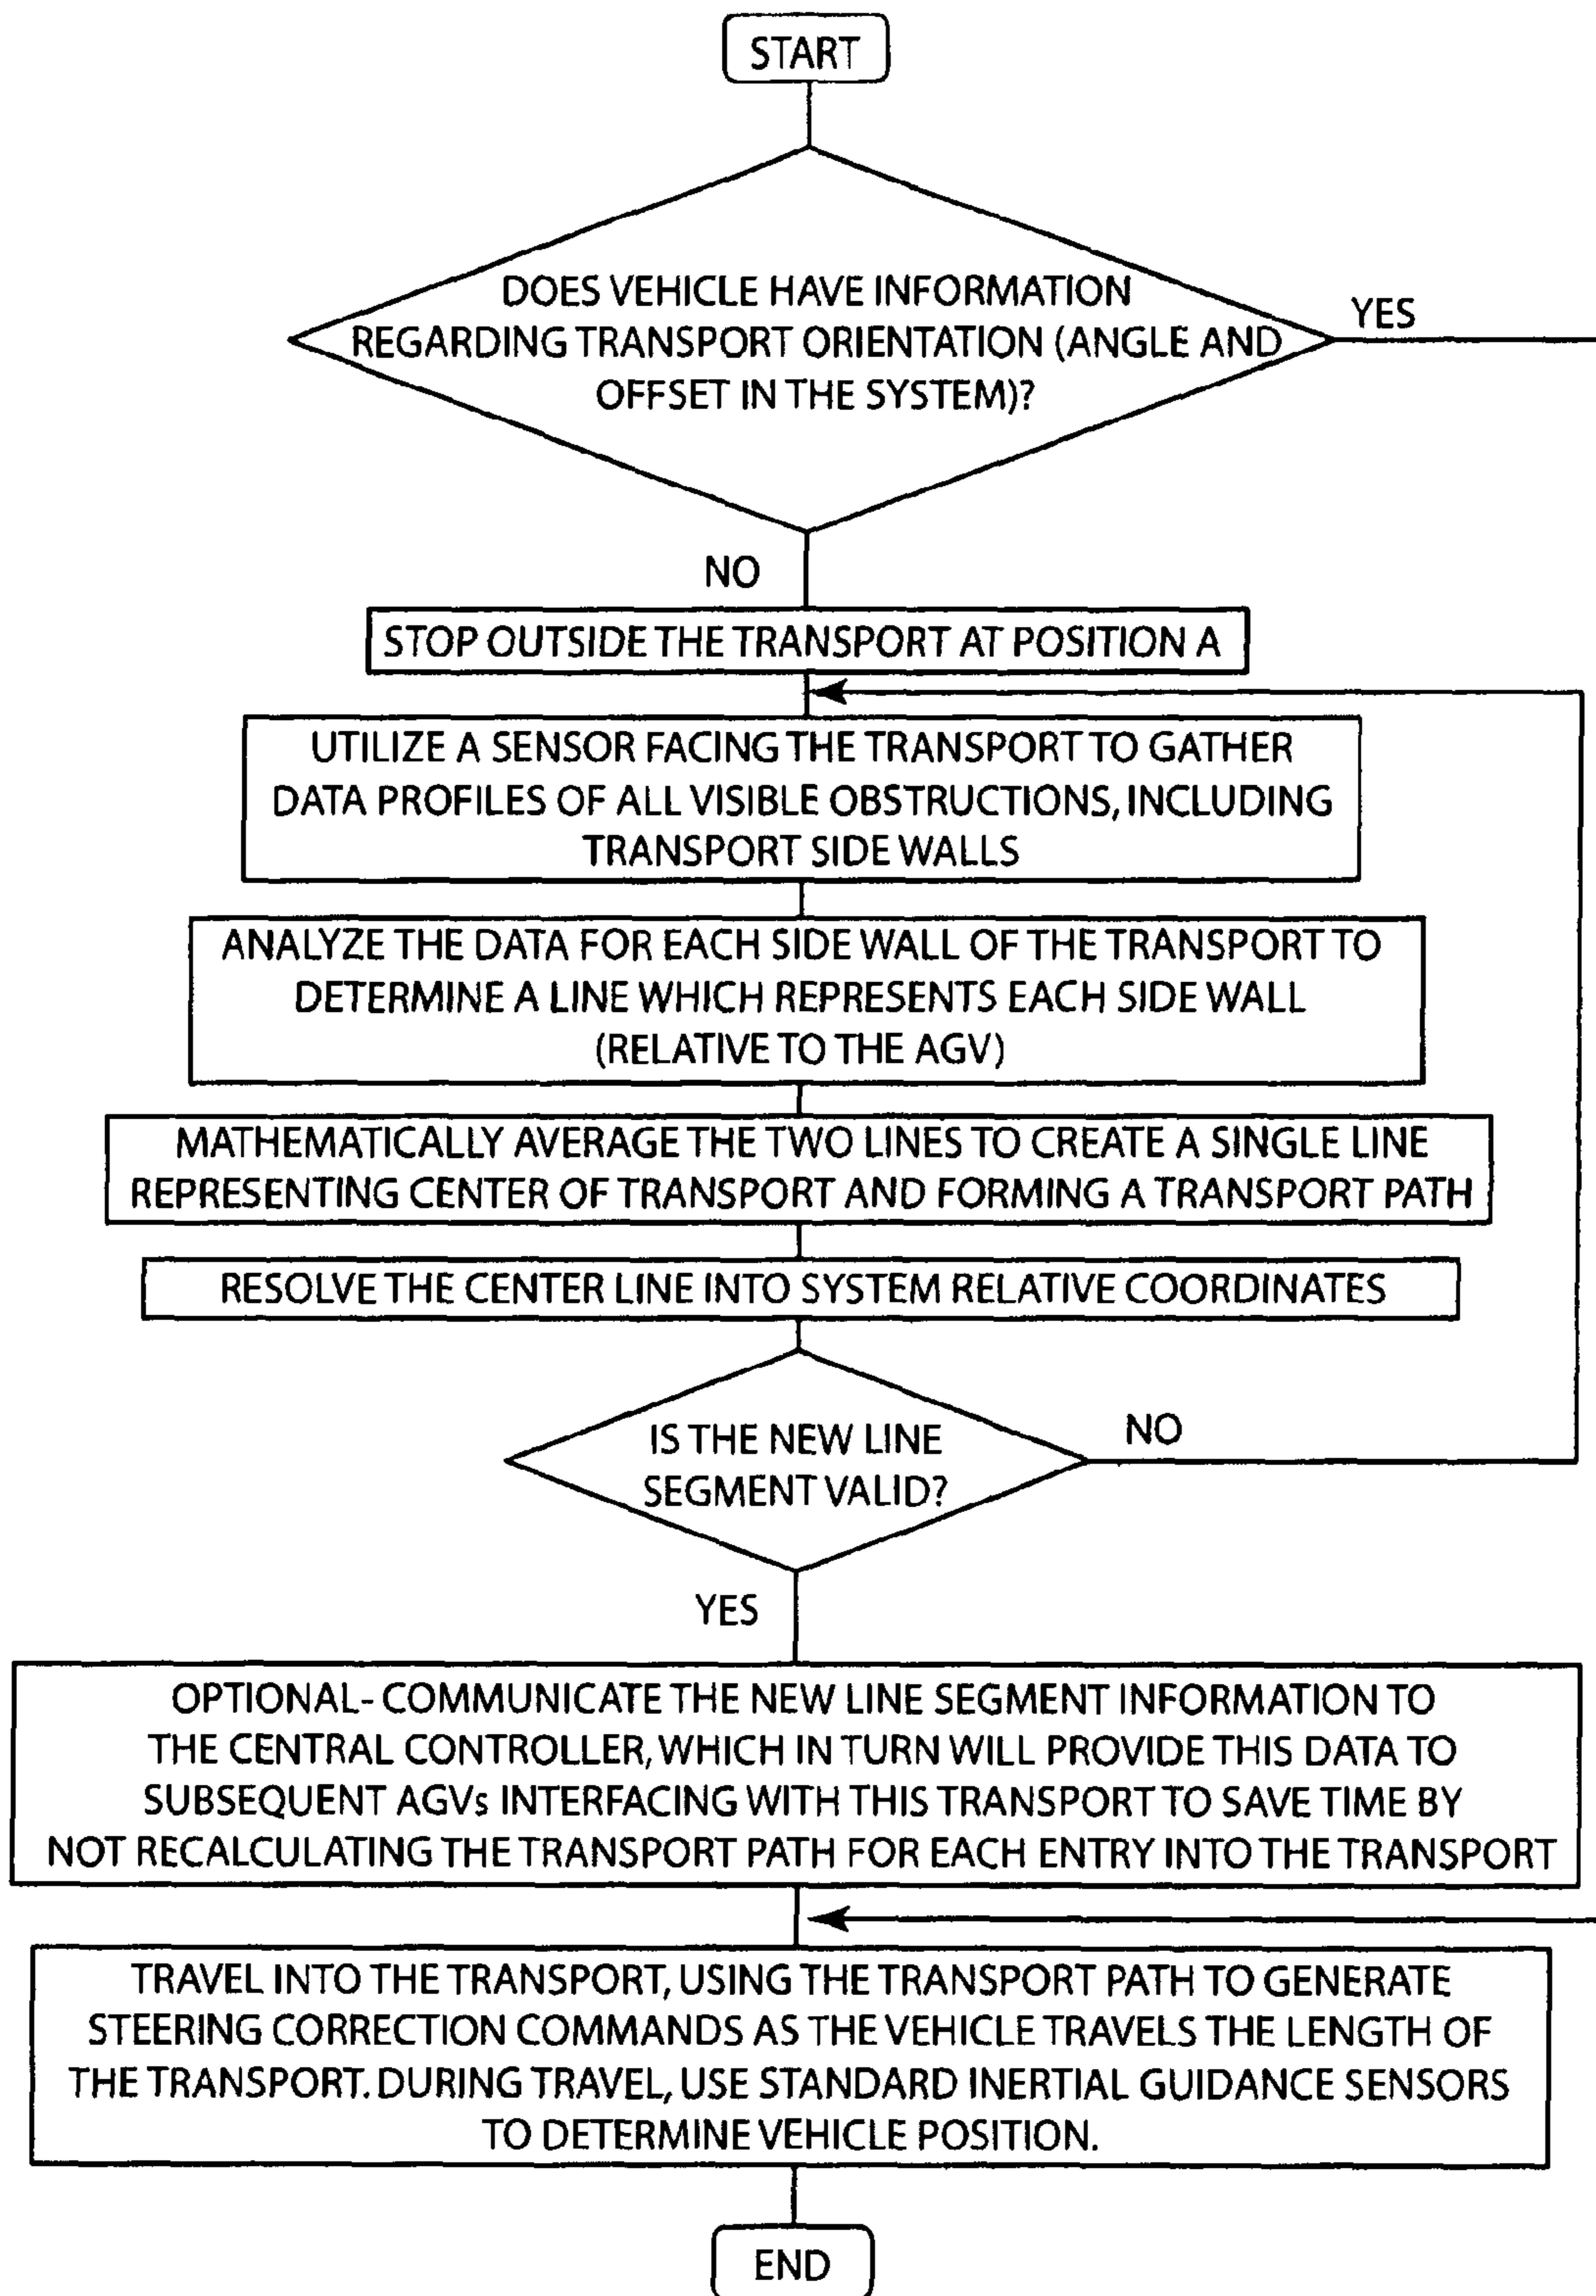 START
DOES VEHICLE HAVE INFORMATION
REGARDING TRANSPORT ORIENTATION (ANGLE AND
OFFSET IN THE SYSTEM)?
YES
NO
STOP OUTSIDE THE TRANSPORT AT POSITION A
UTILIZE A SENSOR FACING THE TRANSPORT TO GATHER
DATA PROFILES OF ALL VISIBLE OBSTRUCTIONS, INCLUDING
TRANSPORT SIDE WALLS
ANALYZE THE DATA FOR EACH SIDE WALL OF THE TRANSPORT TO
DETERMINE A LINE WHICH REPRESENTS EACH SIDE WALL
(RELATIVE TO THE AGV)
MATHEMATICALLY AVERAGE THE TWO LINES TO CREATE A SINGLE LINE
REPRESENTING CENTER OF TRANSPORT AND FORMING A TRANSPORT PATH
RESOLVE THE CENTER LINE INTO SYSTEM RELATIVE COORDINATES
IS THE NEW LINE
SEGMENT VALID?
NO
YES
OPTIONAL- COMMUNICATE THE NEW LINE SEGMENT INFORMATION TO
THE CENTRAL CONTROLLER, WHICH IN TURN WILL PROVIDE THIS DATA TO
SUBSEQUENT AGVs INTERFACING WITH THIS TRANSPORT TO SAVE TIME BY
NOT RECALCULATING THE TRANSPORT PATH FOR EACH ENTRY INTO THE TRANSPORT
TRAVEL INTO THE TRANSPORT, USING THE TRANSPORT PATH TO GENERATE
STEERING CORRECTION COMMANDS AS THE VEHICLE TRAVELS THE LENGTH OF
THE TRANSPORT. DURING TRAVEL, USE STANDARD INERTIAL GUIDANCE SENSORS
TO DETERMINE VEHICLE POSITION.
END